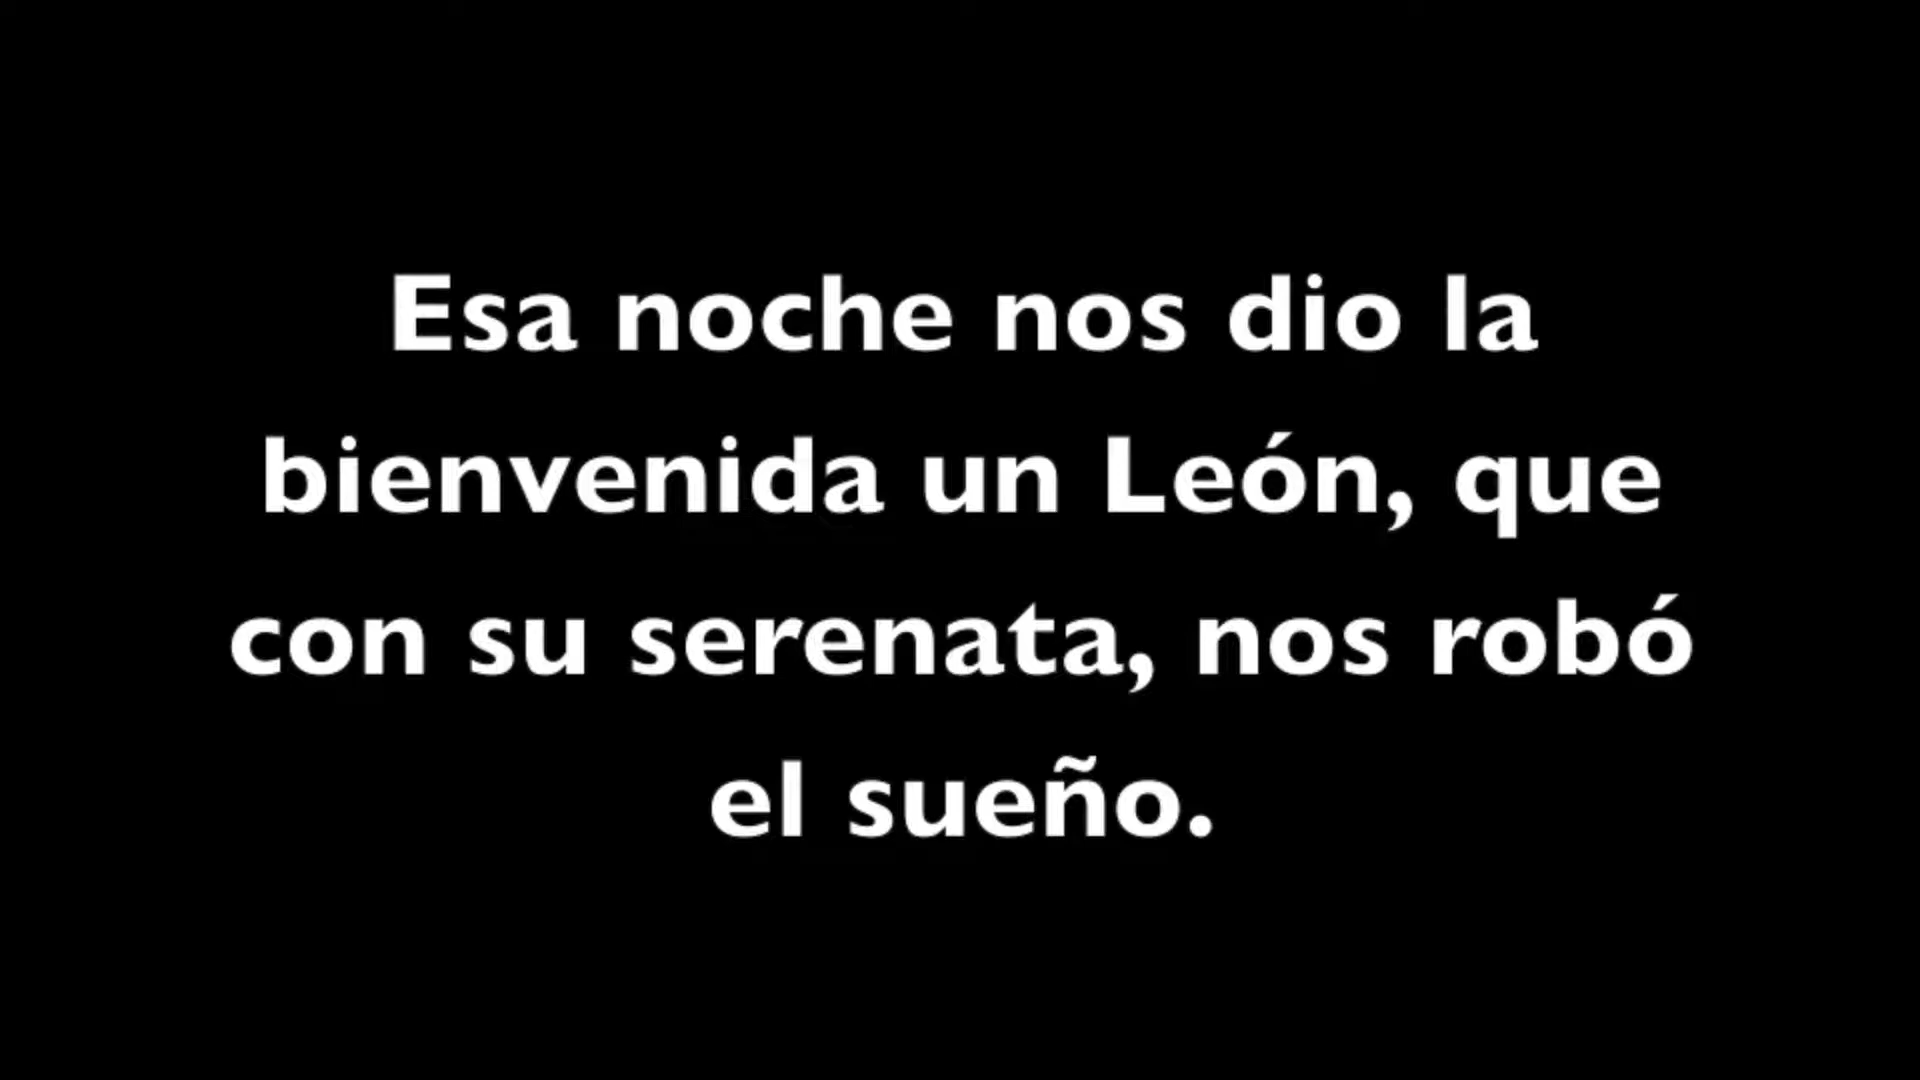 Esa noche nos dio la
bienvenida un León, que
con su serenata, nos robó
el sueño.